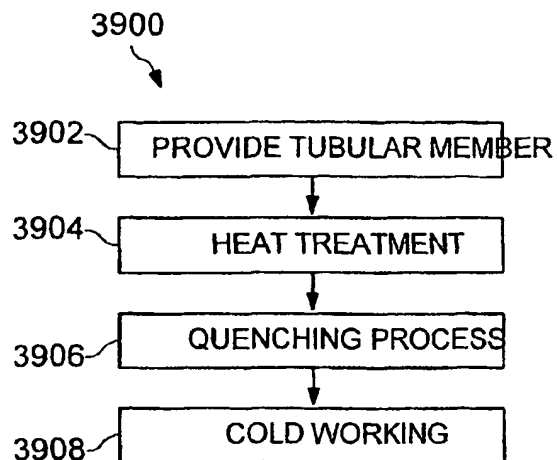 3900
3902 PROVIDE TUBULAR MEMBER
3904 HEAT TREATMENT
3906 QUENCHING PROCESS
3908 COLD WORKING